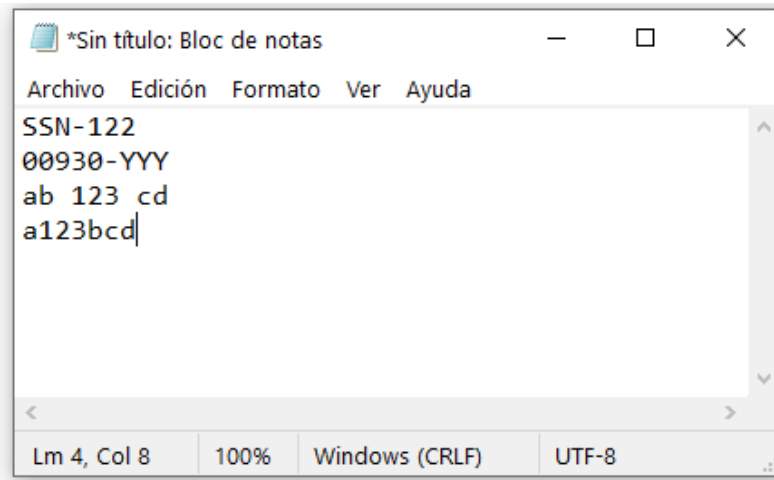 *Sin título: Bloc de notas
Archivo Edición Formato Ver Ayuda
SSN-122
00930-YYY
ab 123 cd
a123bcd
Lm 4, Col 8 100% Windows (CRLF) UTF-8